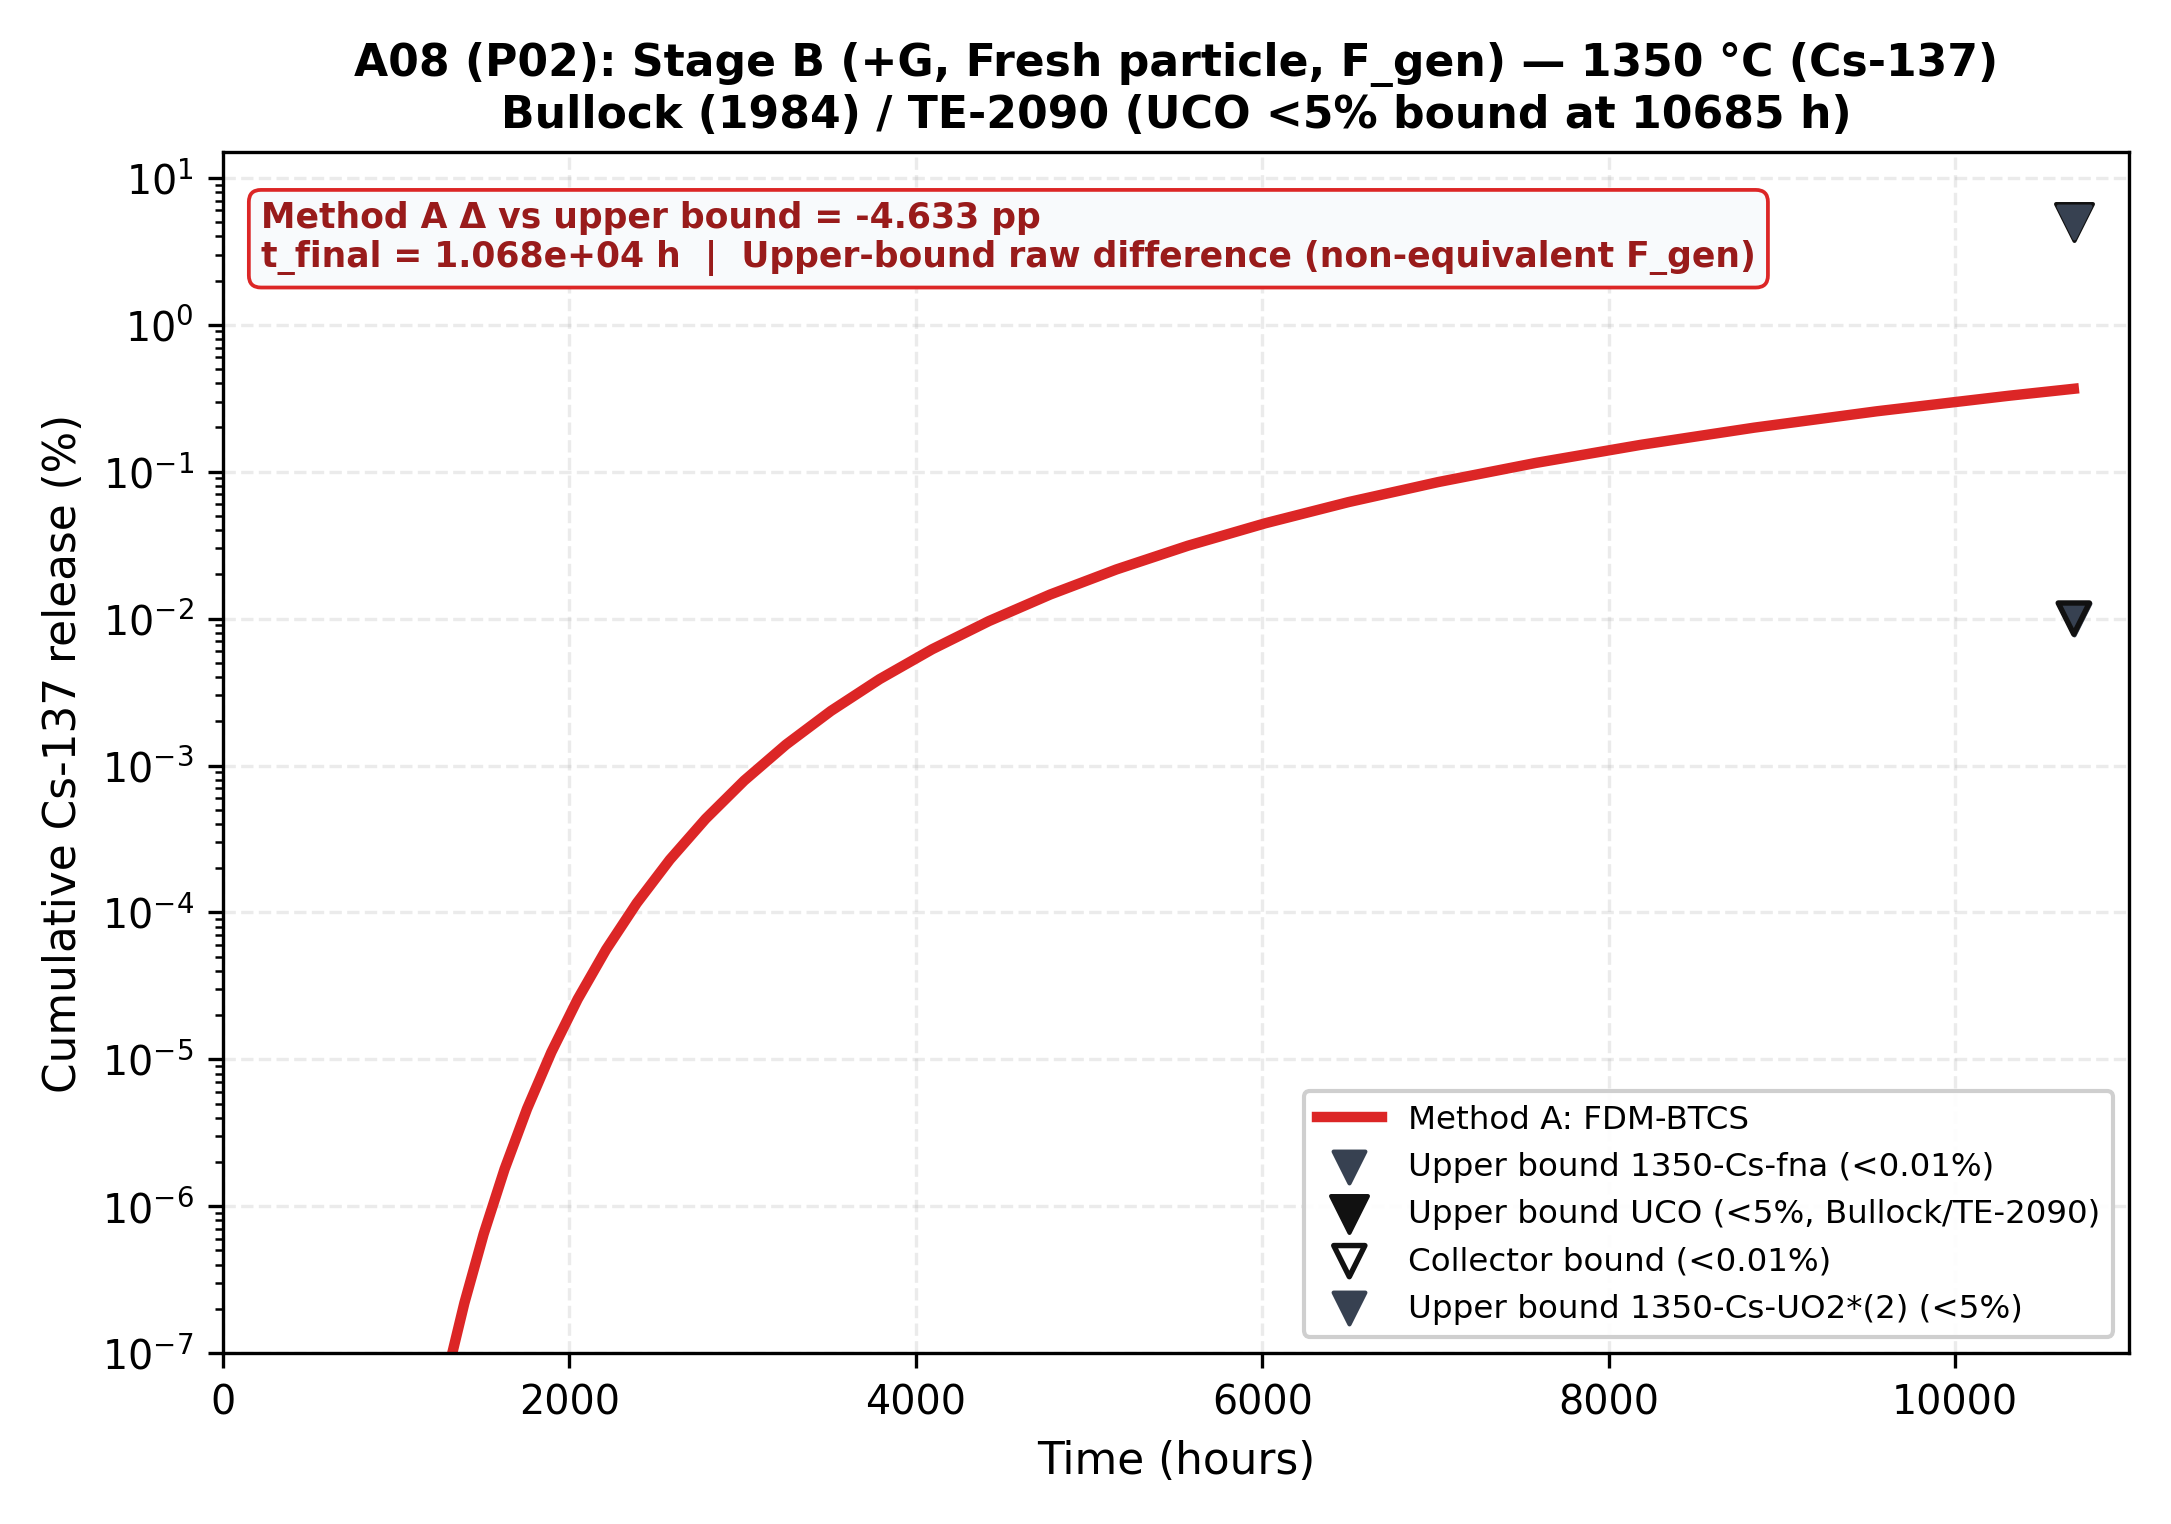 A08 (P02): Stage B (+G, Fresh particle, F_gen) — 1350 °C (Cs-137)
Bullock (1984) / TE-2090 (UCO <5% bound at 10685 h)
Method A Δ vs upper bound = -4.633 pp
t_final = 1.068e+04 h | Upper-bound raw difference (non-equivalent F_gen)
Cumulative Cs-137 release (%)
10¹
10⁰
10⁻¹
10⁻²
10⁻³
10⁻⁴
10⁻⁵
10⁻⁶
10⁻⁷
Method A: FDM-BTCS
Upper bound 1350-Cs-fna (<0.01%)
Upper bound UCO (<5%, Bullock/TE-2090)
Collector bound (<0.01%)
Upper bound 1350-Cs-UO2*(2) (<5%)
0 2000 4000 6000 8000 10000
Time (hours)